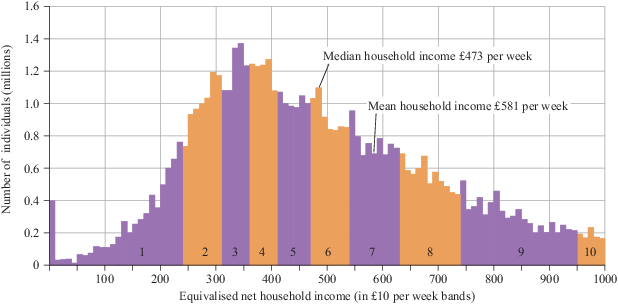 1.6
1.4
1.2
1.0
0.8
0.6
0.4
0.2
0
Number of individuals (millions)
Median household income £473 per week
Mean household income £581 per week
1 2 3 4 5 6 7 8 9 10
100 200 300 400 500 600 700 800 900 1000
Equivalised net household income (in £10 per week bands)